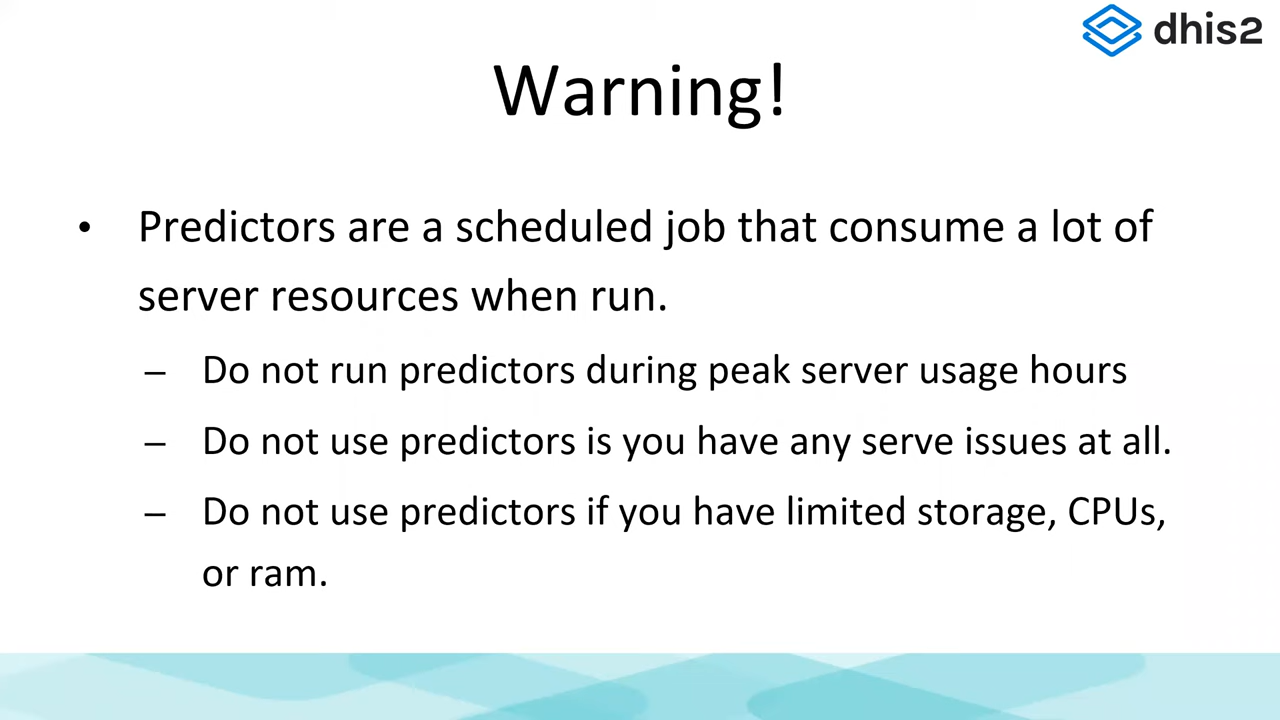 dhis2
Warning!
• Predictors are a scheduled job that consume a lot of
server resources when run.
– Do not run predictors during peak server usage hours
– Do not use predictors is you have any serve issues at all.
– Do not use predictors if you have limited storage, CPUs,
or ram.